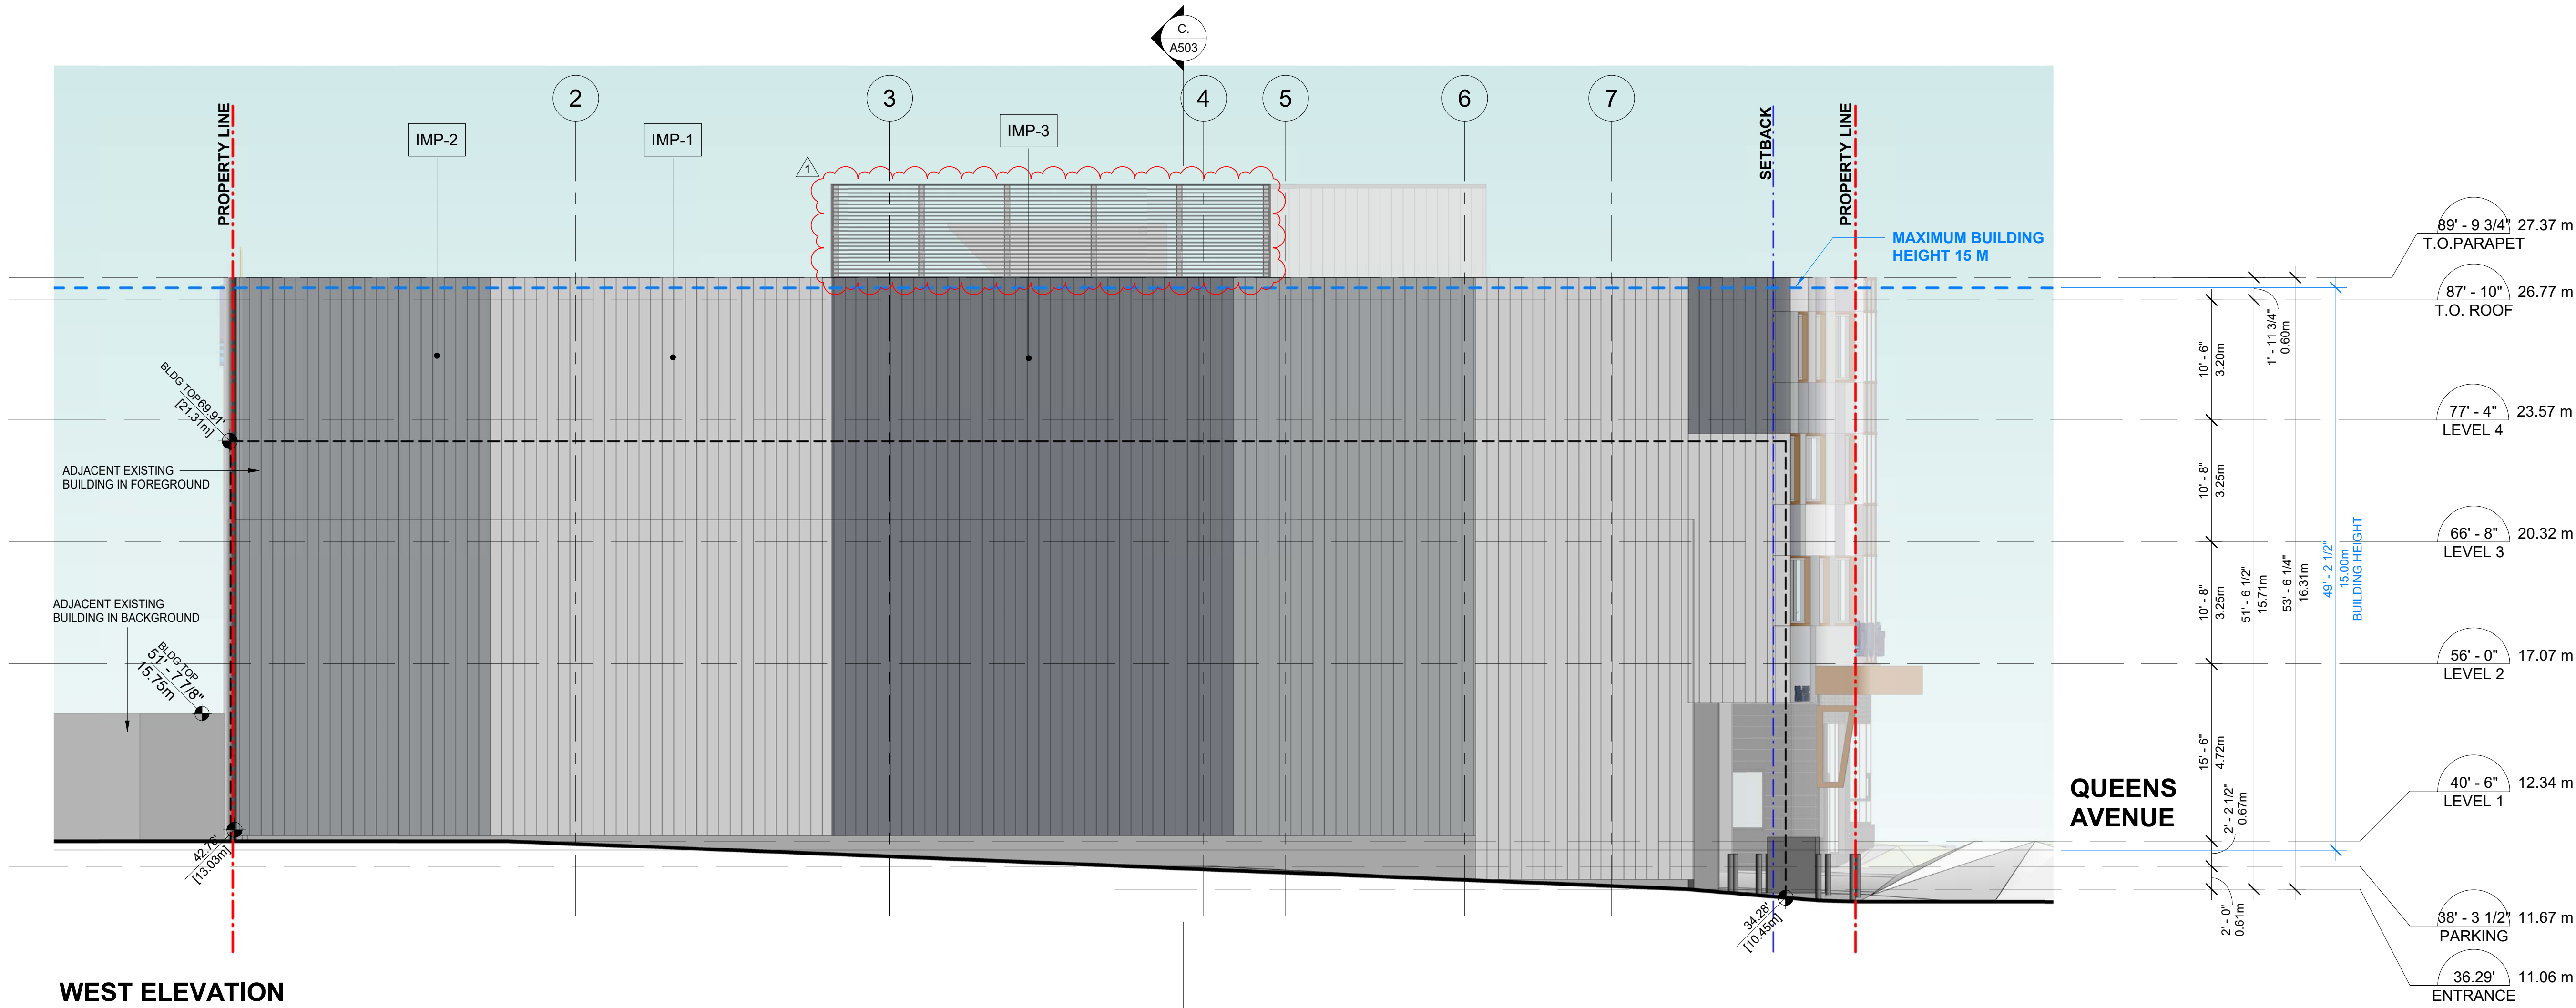 C.
A503
2
3
4
5
6
7
PROPERTY LINE
IMP-2
IMP-1
IMP-3
1
SETBACK
PROPERTY LINE
MAXIMUM BUILDING
HEIGHT 15 M
BLDG TOP69.91'
[21.31m]
ADJACENT EXISTING
BUILDING IN FOREGROUND
ADJACENT EXISTING
BUILDING IN BACKGROUND
BLDG TOP
51' - 7 7/8"
15.75m
42.76'
[13.03m]
34.28'
[10.45m]
QUEENS
AVENUE
10' - 6"
3.20m
10' - 8"
3.25m
10' - 8"
3.25m
15' - 6"
4.72m
2' - 2 1/2"
0.67m
2' - 0"
0.61m
1' - 11 3/4"
0.60m
51' - 6 1/2"
15.71m
53' - 6 1/4"
16.31m
49' - 2 1/2"
15.00m
BUILDING HEIGHT
89' - 9 3/4" 27.37 m
T.O.PARAPET
87' - 10" 26.77 m
T.O. ROOF
77' - 4" 23.57 m
LEVEL 4
66' - 8" 20.32 m
LEVEL 3
56' - 0" 17.07 m
LEVEL 2
40' - 6" 12.34 m
LEVEL 1
38' - 3 1/2" 11.67 m
PARKING
36.29' 11.06 m
ENTRANCE
WEST ELEVATION